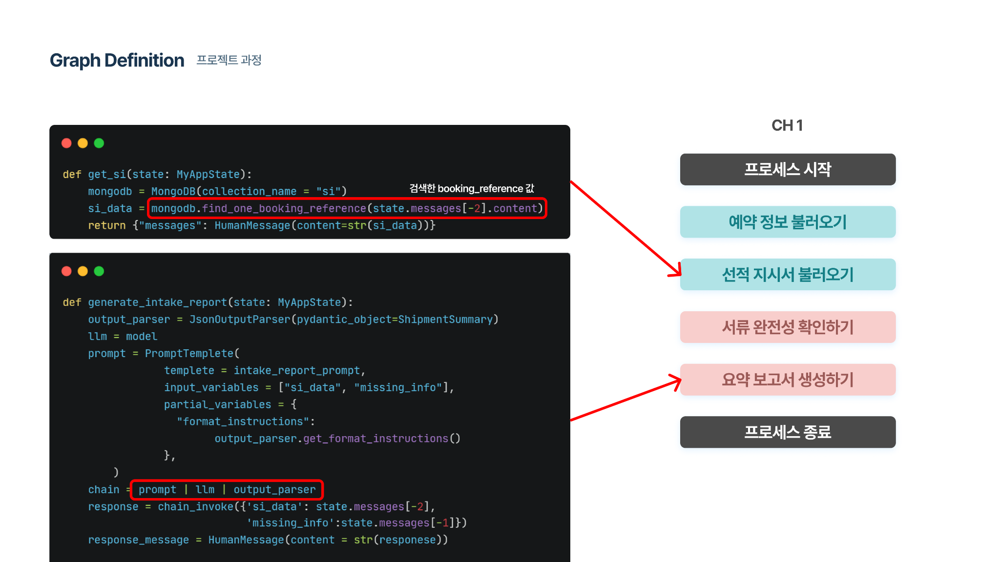 Graph Definition 프로젝트 과정
def get_si(state: MyAppState):
    mongodb = MongoDB(collection_name = "si")
검색한 booking_reference 값
    si_data = mongodb.find_one_booking_reference(state.messages[-2].content)
    return {"messages": HumanMessage(content=str(si_data))}
def generate_intake_report(state: MyAppState):
    output_parser = JsonOutputParser(pydantic_object=ShipmentSummary)
    llm = model
    prompt = PromptTemplete(
                templete = intake_report_prompt,
                input_variables = ["si_data", "missing_info"],
                partial_variables = {
                  "format_instructions":
                        output_parser.get_format_instructions()
                },
        )
    chain = prompt | llm | output_parser
    response = chain_invoke({'si_data': state.messages[-2],
                             'missing_info':state.messages[-1]})
    response_message = HumanMessage(content = str(responese))
CH 1
프로세스 시작
예약 정보 불러오기
선적 지시서 불러오기
서류 완전성 확인하기
요약 보고서 생성하기
프로세스 종료